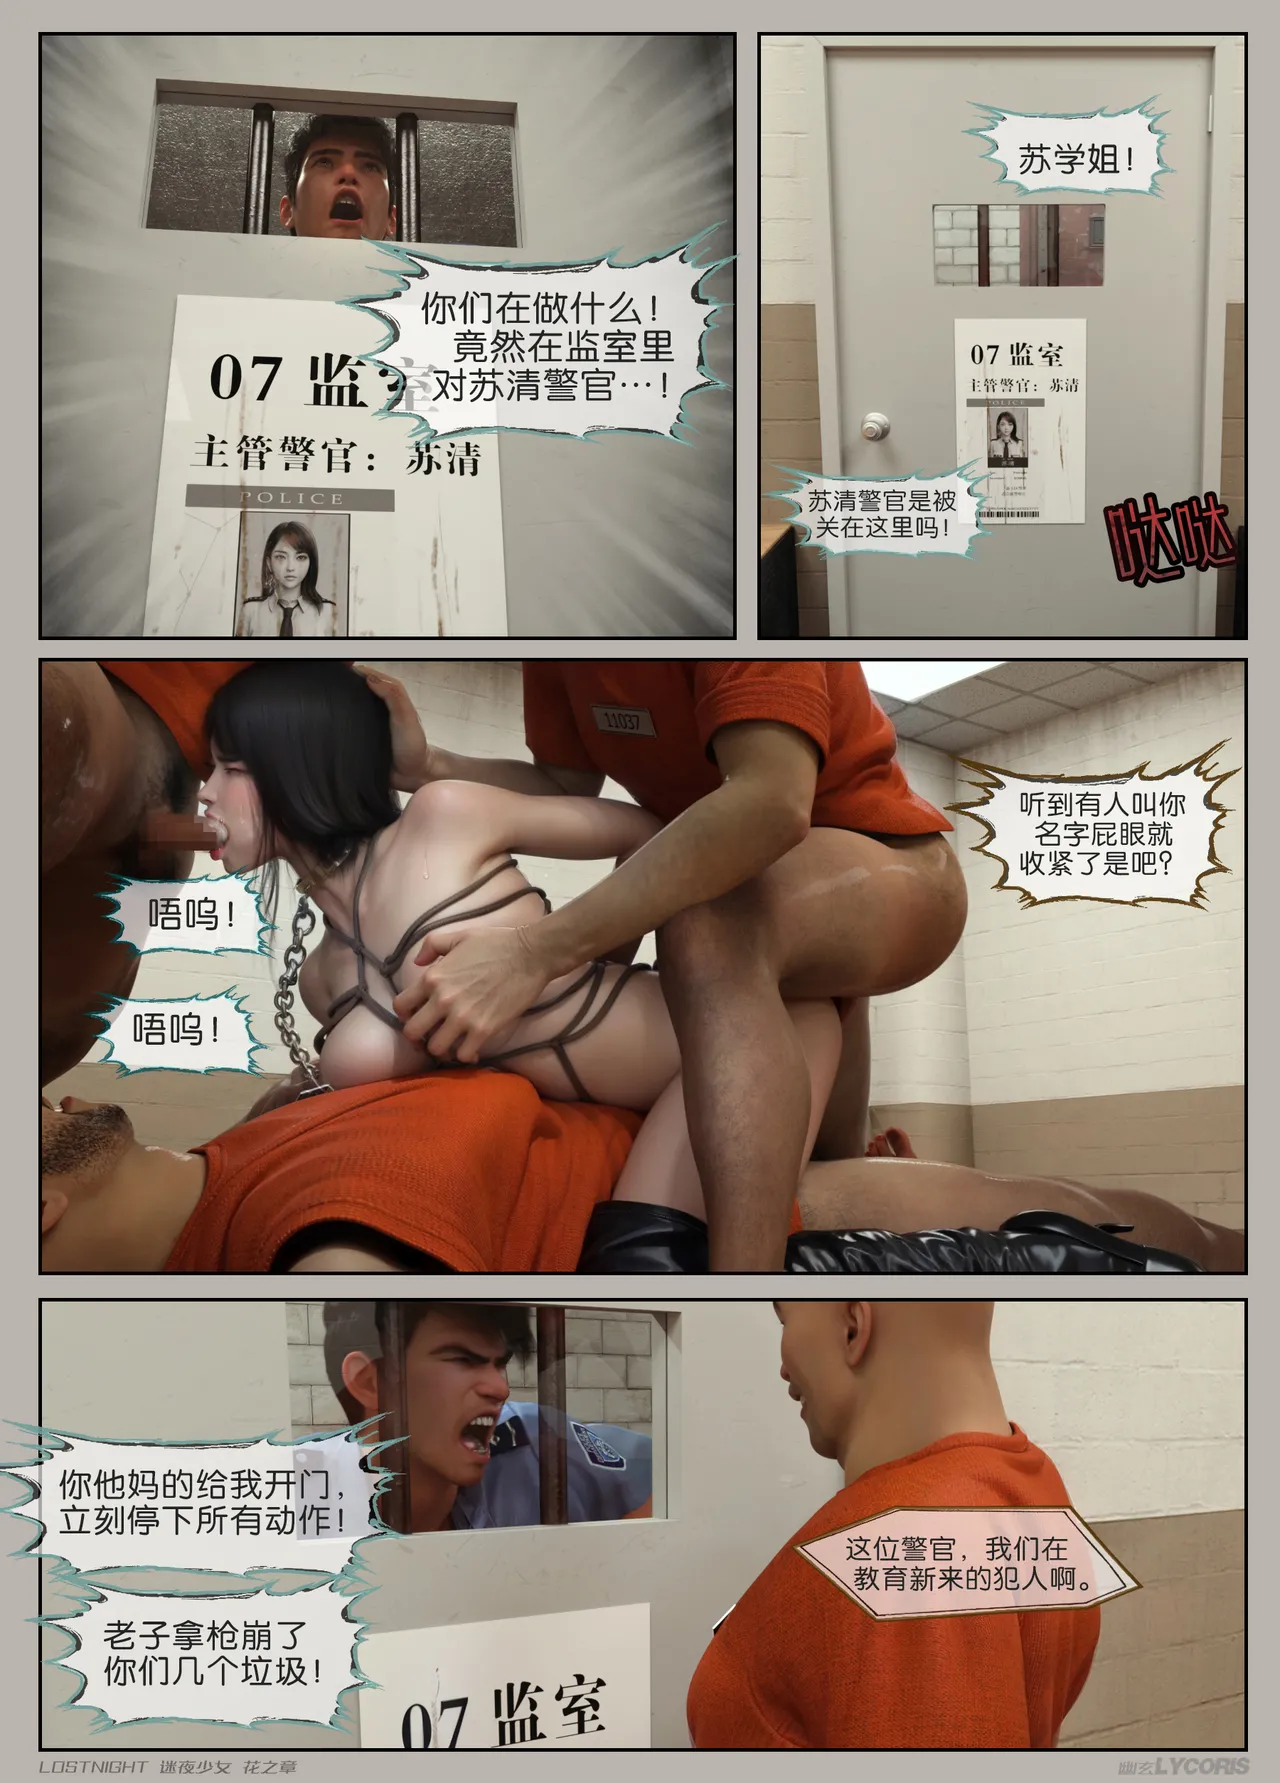 你们在做什么！
竟然在监室里
对苏清警官…！
07 监室
主管警官：苏清
POLICE
苏学姐！
07 监室
主管警官：苏清
POLICE
苏清
苏清警官是被
关在这里吗！
哒哒
听到有人叫你
名字屁眼就
收紧了是吧？
11037
唔呜！
唔呜！
你他妈的给我开门，
立刻停下所有动作！
老子拿枪崩了
你们几个垃圾！
这位警官，我们在
教育新来的犯人啊。
07 监室
LOSTNIGHT 迷夜少女 花之章
幽玄LYCORIS